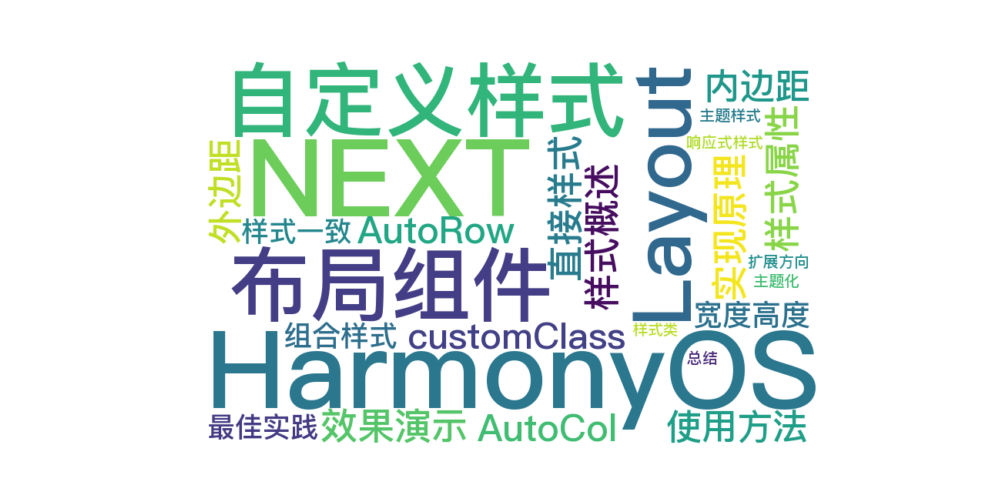 自定义样式
Layout
内边距
主题样式
响应式样式
样式属性
NEXT
外边距
直接样式
样式概述
实现原理
样式一致
AutoRow
布局组件
扩展方向
主题化
宽度高度
组合样式
customClass
样式类
HarmonyOS
总结
最佳实践
效果演示
AutoCol
使用方法